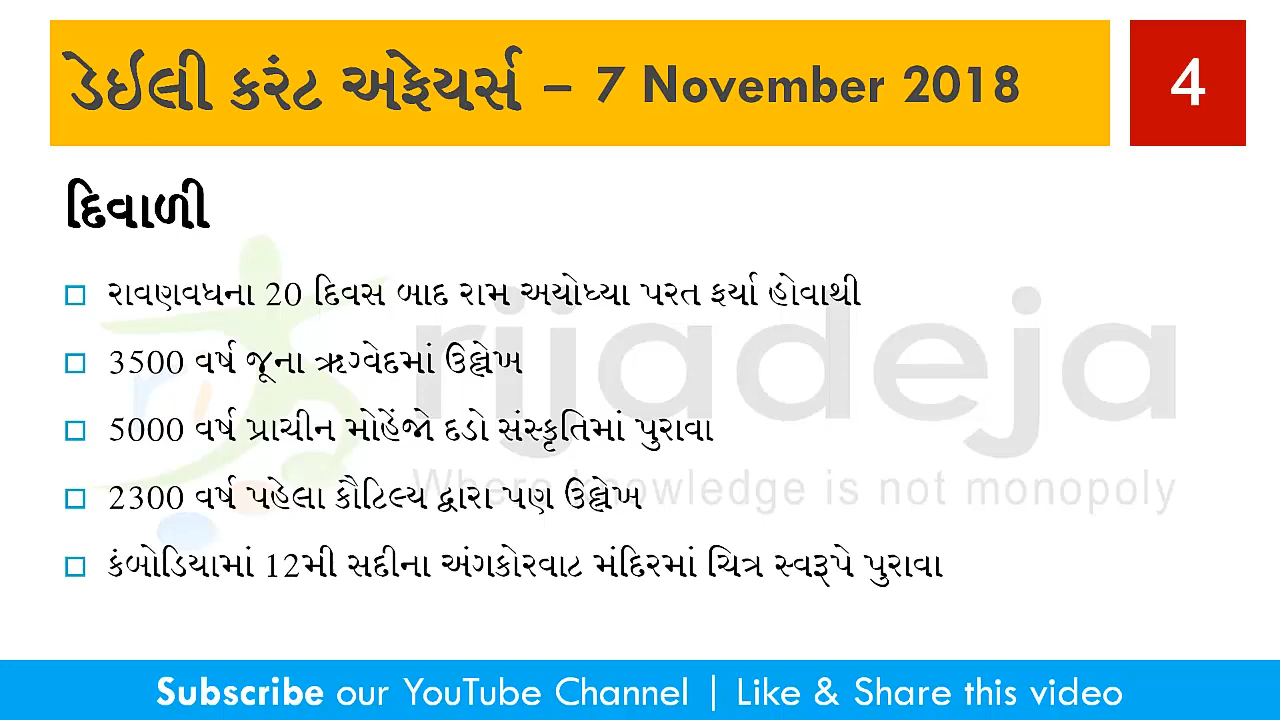 ડેઈલી કરંટ અફેયર્સ – 7 November 2018
4
દિવાળી
રાવણવધના 20 દિવસ બાદ રામ અયોધ્યા પરત ફર્યા હોવાથી
3500 વર્ષ જૂના ઋગ્વેદમાં ઉલ્લેખ
5000 વર્ષ પ્રાચીન મોહેંજો દડો સંસ્કૃતિમાં પુરાવા
2300 વર્ષ પહેલા કૌટિલ્ય દ્વારા પણ ઉલ્લેખ
કંબોડિયામાં 12મી સદીના અંગકોરવાટ મંદિરમાં ચિત્ર સ્વરૂપે પુરાવા
rijadeja
Where knowledge is not monopoly
Subscribe our YouTube Channel | Like & Share this video